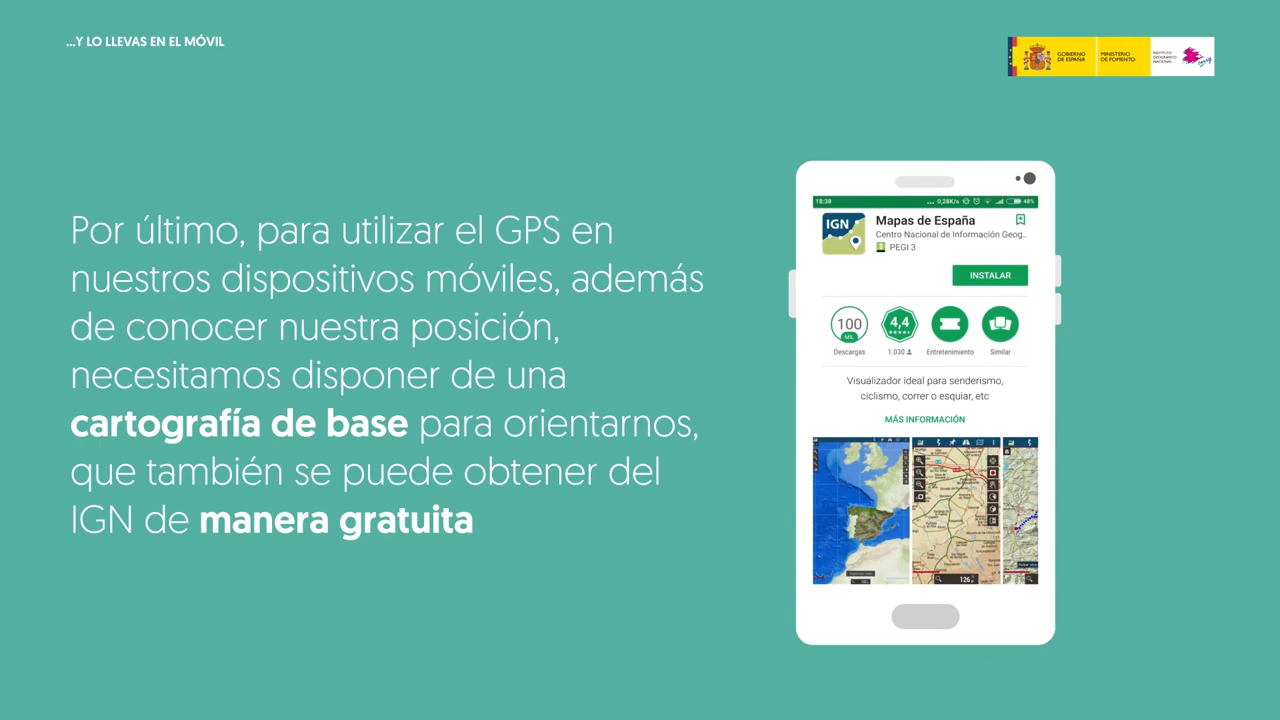 ...Y LO LLEVAS EN EL MÓVIL
GOBIERNO
DE ESPAÑA
MINISTERIO
DE FOMENTO
INSTITUTO
GEOGRÁFICO
NACIONAL
Por último, para utilizar el GPS en
nuestros dispositivos móviles, además
de conocer nuestra posición,
necesitamos disponer de una
cartografía de base para orientarnos,
que también se puede obtener del
IGN de manera gratuita
18:38
... 0,28K/s
48%
IGN
Mapas de España
Centro Nacional de Información Geog..
PEGI 3
INSTALAR
100
MIL
4,4
Descargas
1.030
Entretenimiento
Similar
Visualizador ideal para senderismo,
ciclismo, correr o esquiar, etc
MÁS INFORMACIÓN
126